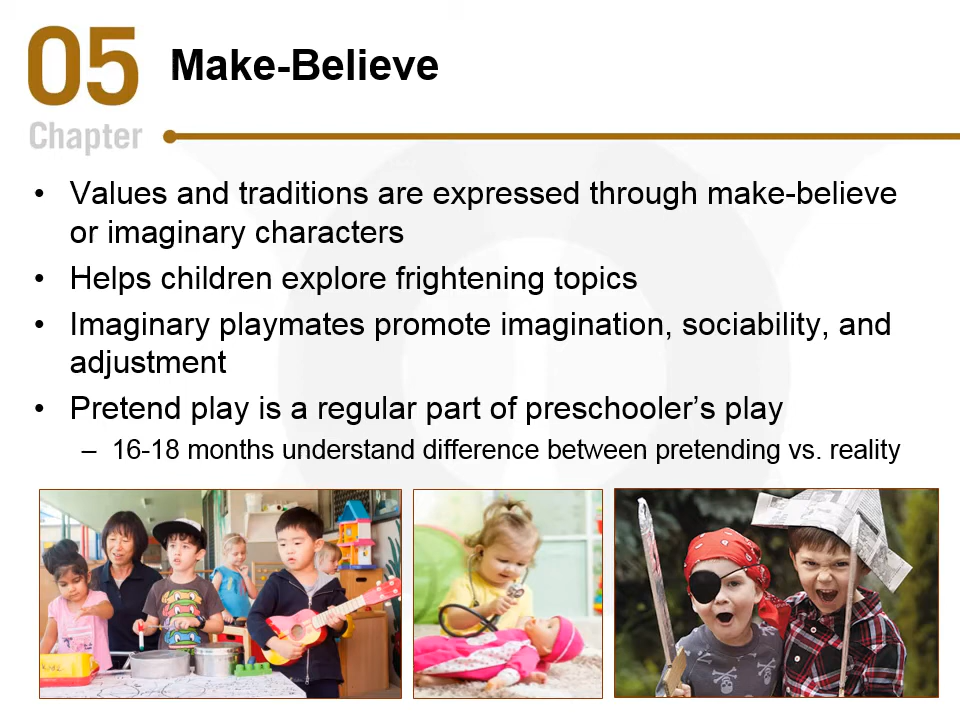 05
Chapter
Make-Believe
• Values and traditions are expressed through make-believe
or imaginary characters
• Helps children explore frightening topics
• Imaginary playmates promote imagination, sociability, and
adjustment
• Pretend play is a regular part of preschooler’s play
– 16-18 months understand difference between pretending vs. reality